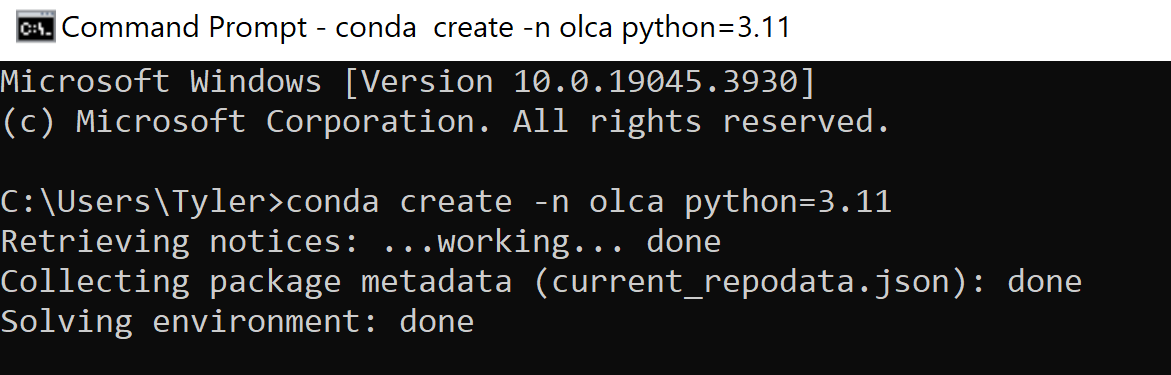 Command Prompt - conda  create -n olca python=3.11
Microsoft Windows [Version 10.0.19045.3930]
(c) Microsoft Corporation. All rights reserved.
C:\Users\Tyler>conda create -n olca python=3.11
Retrieving notices: ...working... done
Collecting package metadata (current_repodata.json): done
Solving environment: done